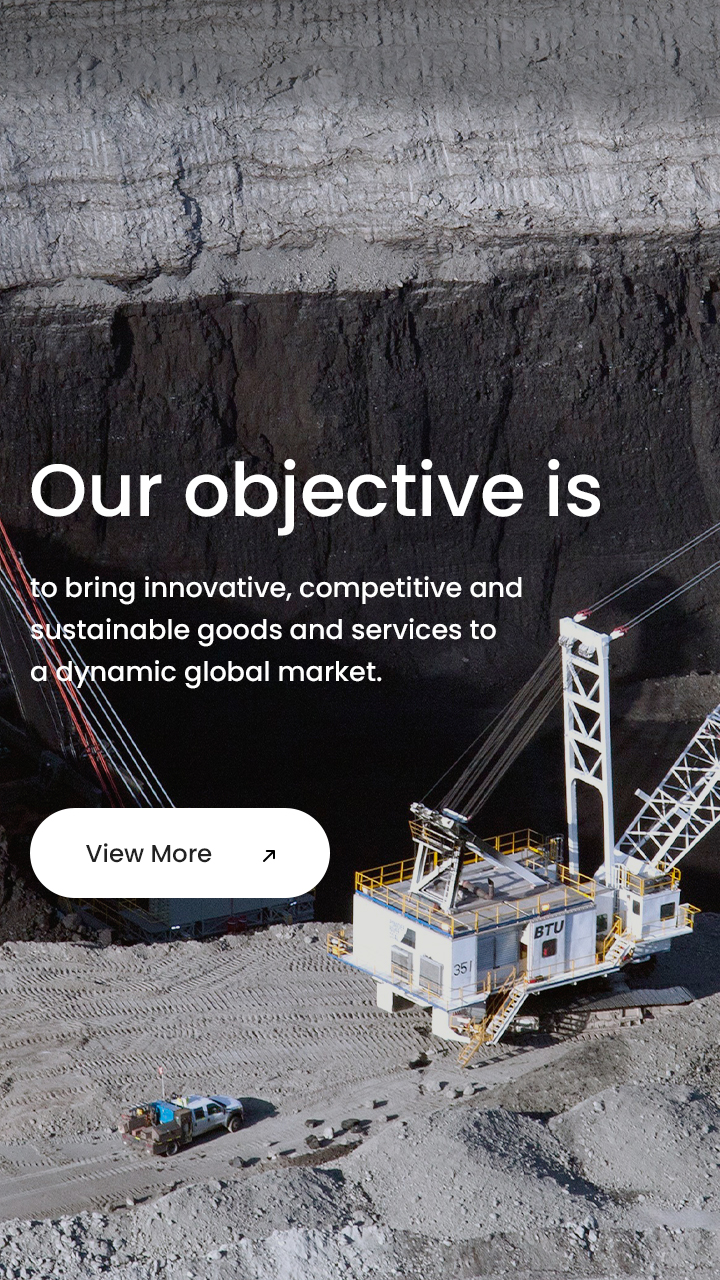 Our objective is
to bring innovative, competitive and
sustainable goods and services to
a dynamic global market.
View More
BTU
351